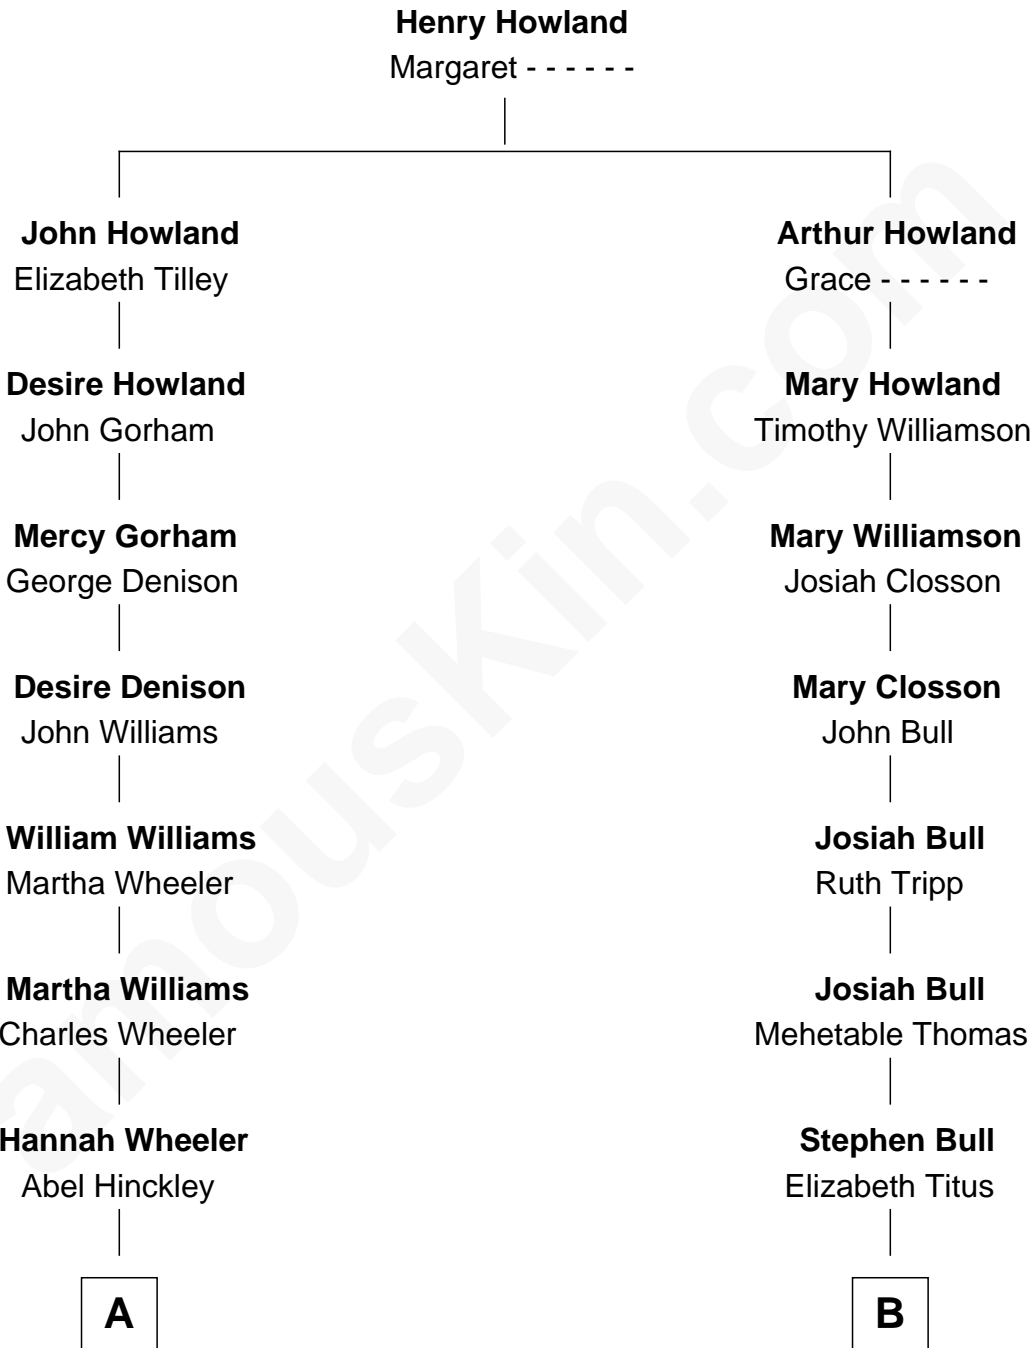 Henry Howland
Margaret - - - - - -
John Howland
Elizabeth Tilley
Arthur Howland
Grace - - - - - -
Desire Howland
John Gorham
Mary Howland
Timothy Williamson
Mercy Gorham
George Denison
Mary Williamson
Josiah Closson
Desire Denison
John Williams
Mary Closson
John Bull
William Williams
Martha Wheeler
Josiah Bull
Ruth Tripp
Martha Williams
Charles Wheeler
Josiah Bull
Mehetable Thomas
Hannah Wheeler
Abel Hinckley
Stephen Bull
Elizabeth Titus
A
B
amousKin.com